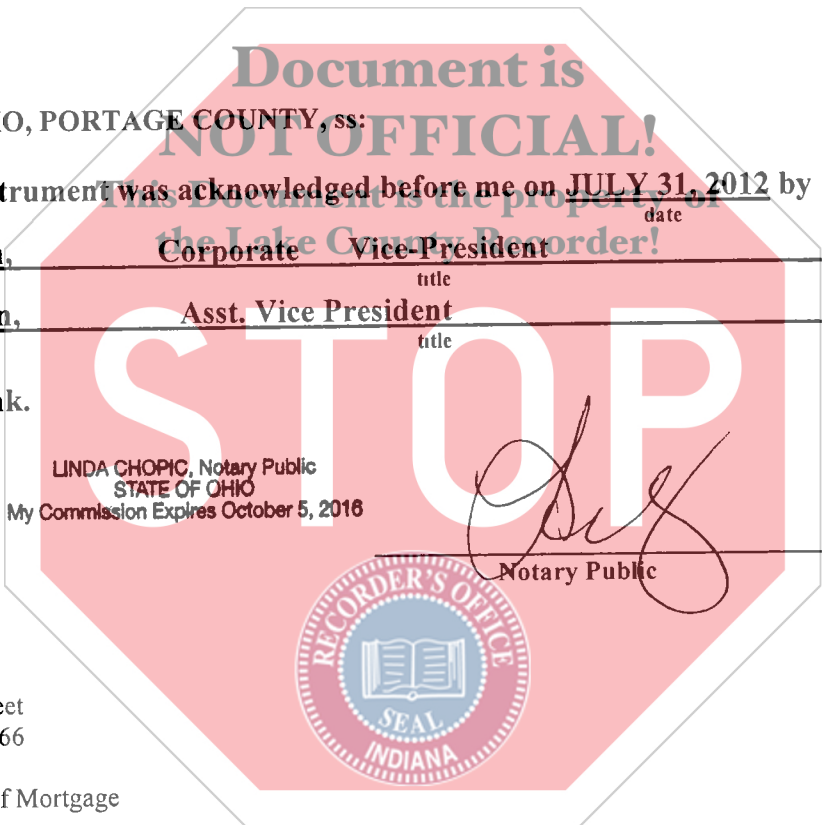 Document is
NOT OFFICIAL!
This Document is the property of
the Lake County Recorder!
STOP
O, PORTAGE COUNTY, ss:
trument was acknowledged before me on JULY 31, 2012 by
date
Corporate Vice-President
title
n, Asst. Vice President
title
k.
LINDA CHOPIC, Notary Public
STATE OF OHIO
My Commission Expires October 5, 2016
Notary Public
RECORDER'S OFFICE
SEAL
INDIANA
eet
66
f Mortgage